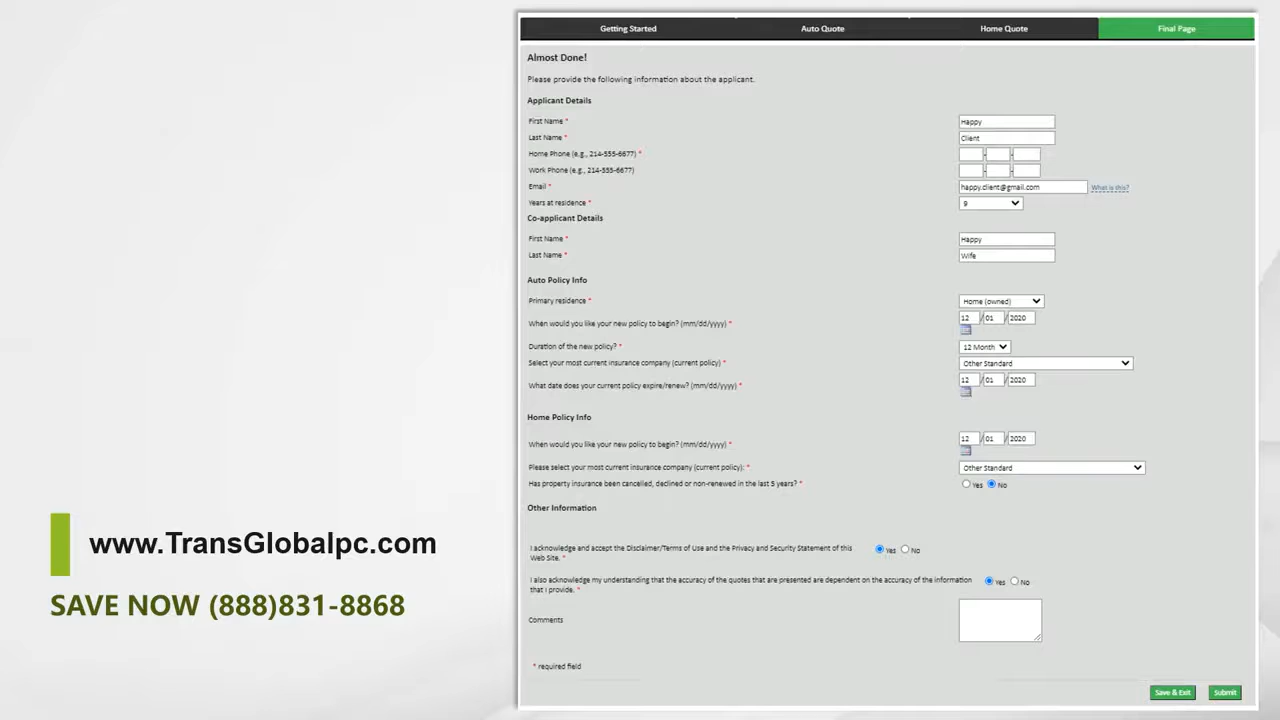 Getting Started Auto Quote Home Quote Final Page
Almost Done!
Please provide the following information about the applicant.
Applicant Details
First Name * Happy
Last Name * Client
Home Phone (e.g., 214-555-6677) * - -
Work Phone (e.g., 214-555-6677) - -
Email * happy.client@gmail.com What is this?
Years at residence * 9
Co-applicant Details
First Name * Happy
Last Name * Wife
Auto Policy Info
Primary residence * Home (owned)
When would you like your new policy to begin? (mm/dd/yyyy) * 12 / 01 / 2020
Duration of the new policy? * 12 Month
Select your most current insurance company (current policy) * Other Standard
What date does your current policy expire/renew? (mm/dd/yyyy) * 12 / 01 / 2020
Home Policy Info
When would you like your new policy to begin? (mm/dd/yyyy) * 12 / 01 / 2020
Please select your most current insurance company (current policy): * Other Standard
Has property insurance been cancelled, declined or non-renewed in the last 5 years? * Yes No
Other Information
I acknowledge and accept the Disclaimer/Terms of Use and the Privacy and Security Statement of this Yes No
Web Site. *
I also acknowledge my understanding that the accuracy of the quotes that are presented are dependent on the accuracy of the information Yes No
that I provide. *
Comments
* required field
Save & Exit Submit
www.TransGlobalpc.com
SAVE NOW (888)831-8868